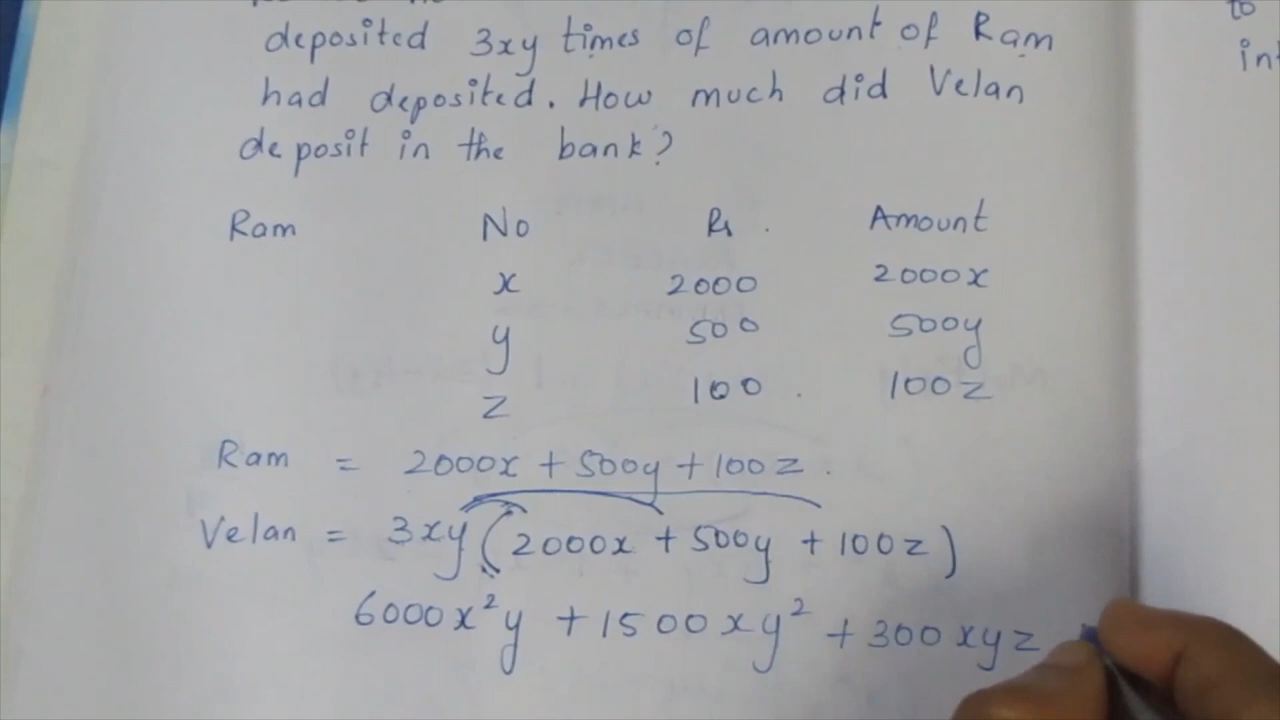 deposited 3xy times of amount of Ram
had deposited. How much did Velan
deposit in the bank?
Ram No Rs. Amount
x 2000 2000x
y 500 500y
z 100. 100z
Ram = 2000x + 500y + 100z.
Velan = 3xy (2000x + 500y + 100z)
6000x²y + 1500xy² + 300xyz
to